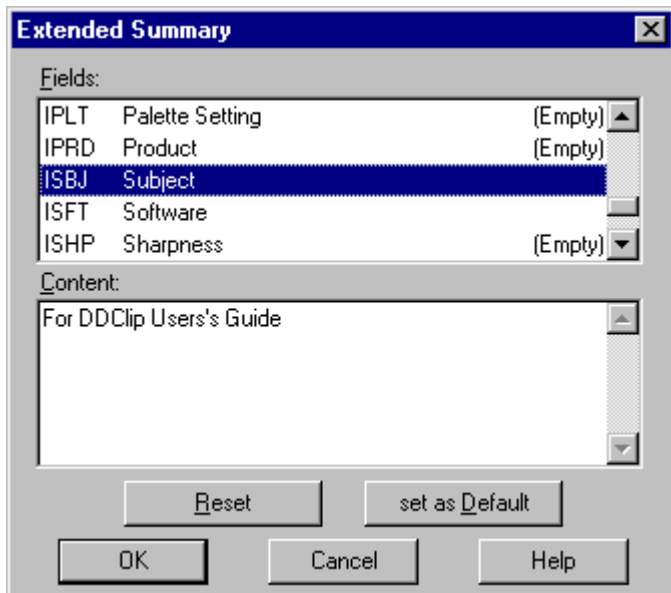 Extended Summary
Fields:
IPLT Palette Setting (Empty)
IPRD Product (Empty)
ISBJ Subject
ISFT Software
ISHP Sharpness (Empty)
Content:
For DDClip Users's Guide
Reset set as Default
OK Cancel Help